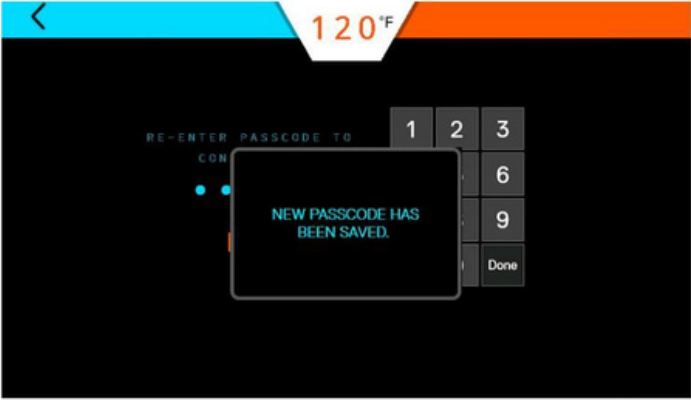 120°F
RE-ENTER PASSCODE TO
CON
1 2 3
6
NEW PASSCODE HAS
BEEN SAVED.
9
Done